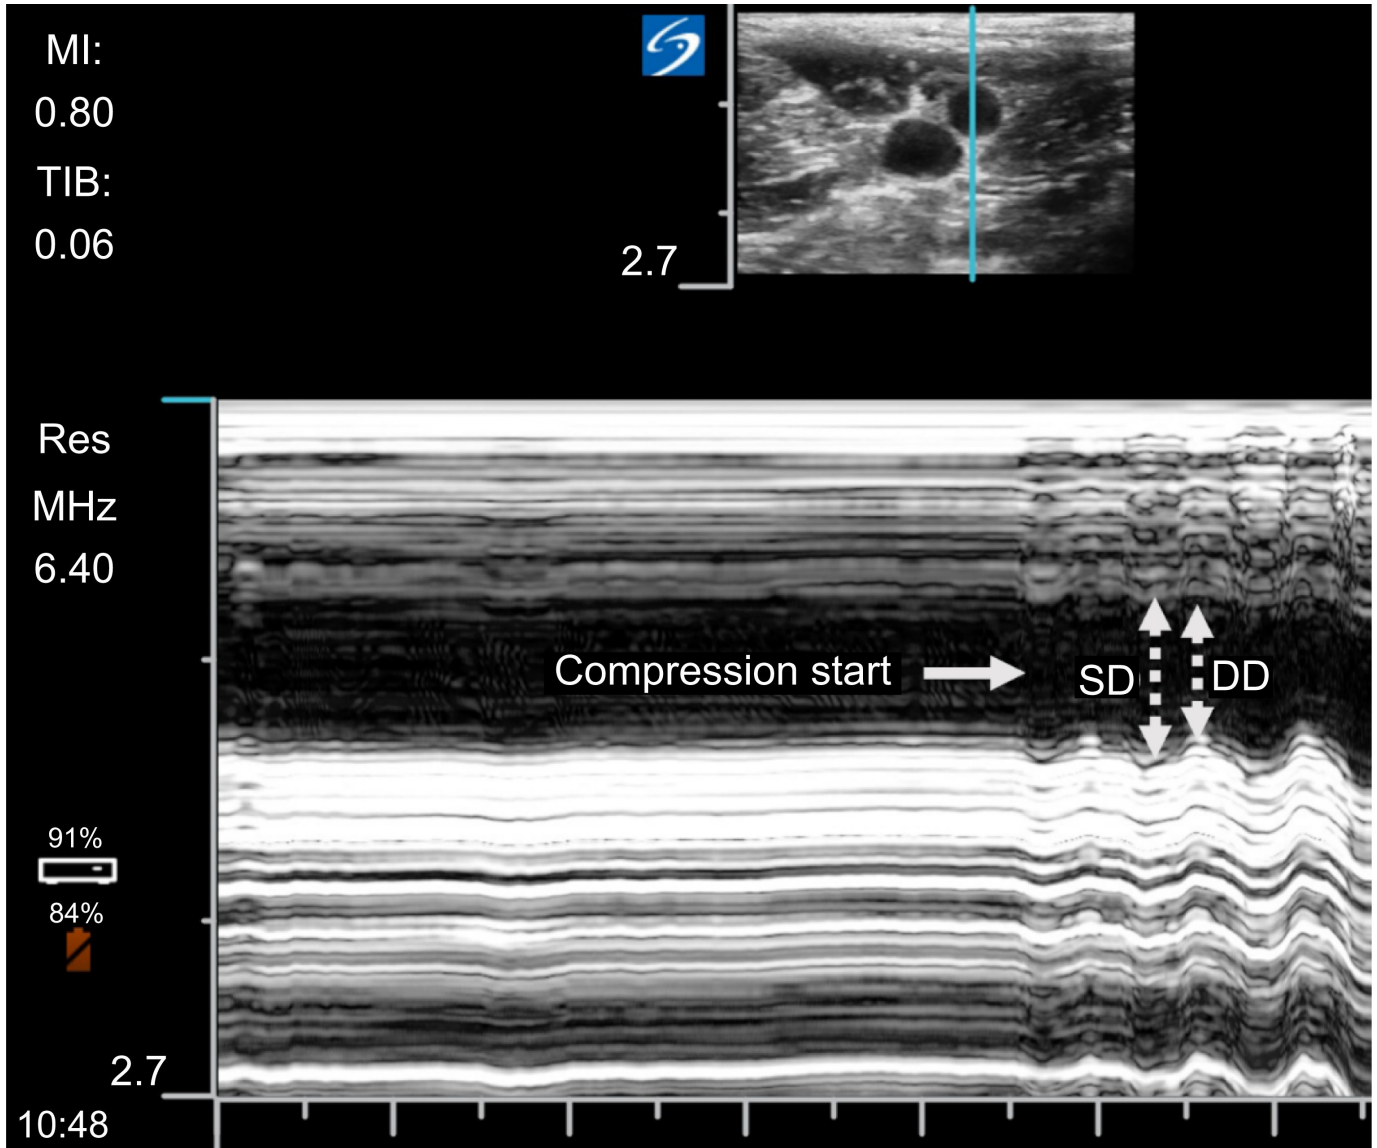 MI:
0.80
TIB:
0.06
2.7
Res
MHz
6.40
Compression start
SD
DD
91%
84%
2.7
10:48